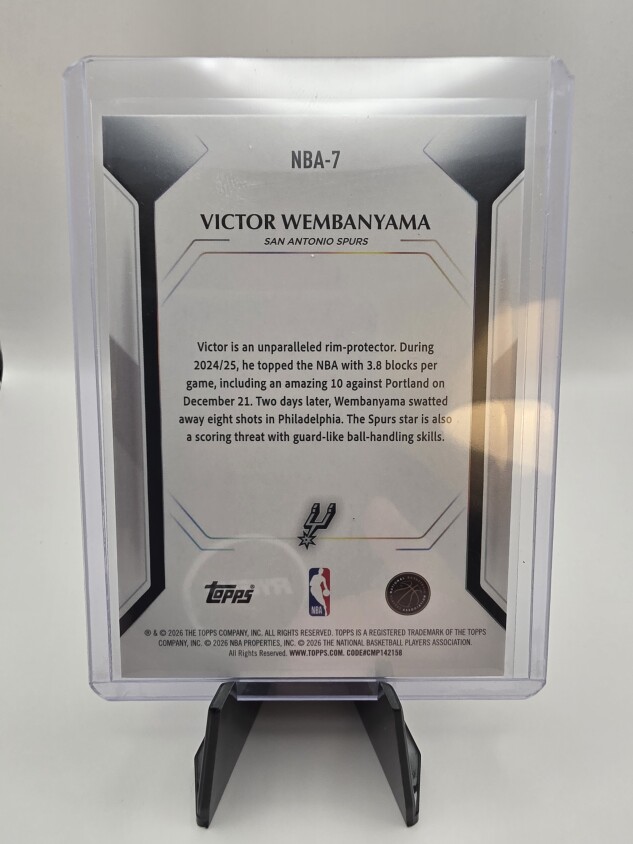 NBA-7
VICTOR WEMBANYAMA
SAN ANTONIO SPURS
Victor is an unparalleled rim-protector. During
2024/25, he topped the NBA with 3.8 blocks per
game, including an amazing 10 against Portland on
December 21. Two days later, Wembanyama swatted
away eight shots in Philadelphia. The Spurs star is also
a scoring threat with guard-like ball-handling skills.
topps
NBA
® & © 2026 THE TOPPS COMPANY, INC. ALL RIGHTS RESERVED. TOPPS IS A REGISTERED TRADEMARK OF THE TOPPS
COMPANY, INC. © 2026 NBA PROPERTIES, INC. © 2026 THE NATIONAL BASKETBALL PLAYERS ASSOCIATION.
All Rights Reserved. WWW.TOPPS.COM. CODE#CMP142158